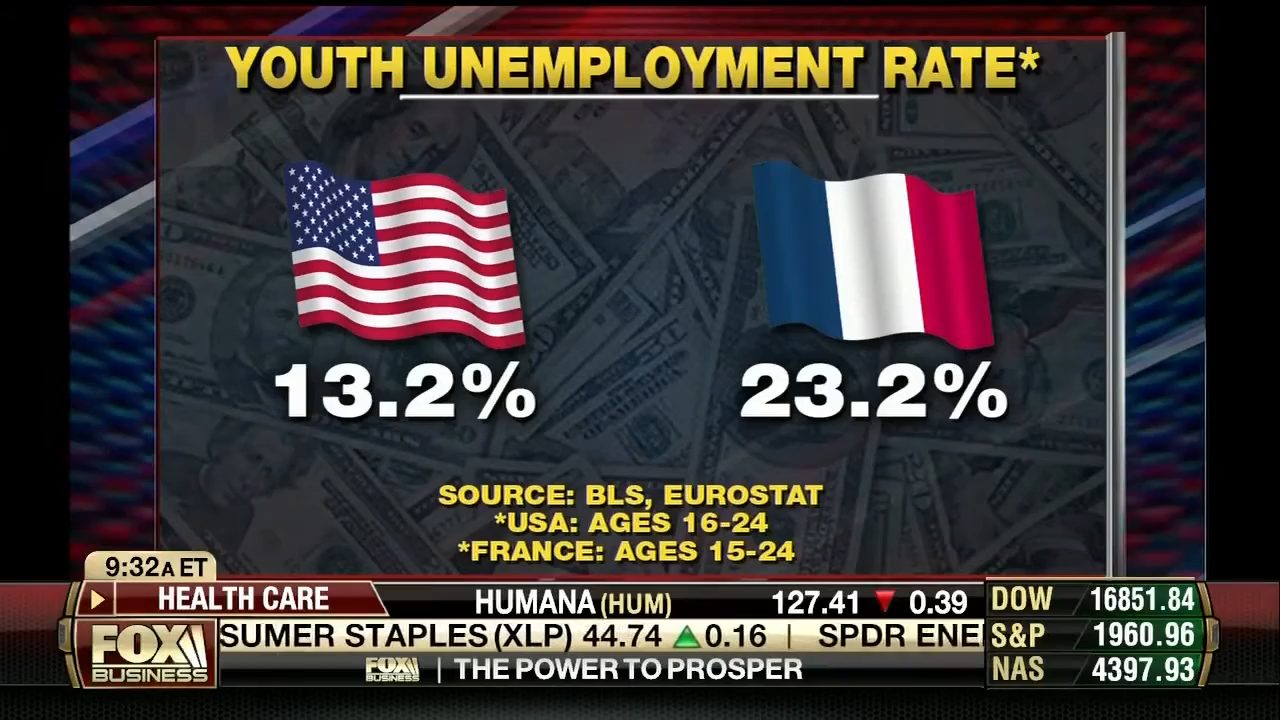 YOUTH UNEMPLOYMENT RATE*
13.2%
23.2%
SOURCE: BLS, EUROSTAT
*USA: AGES 16-24
*FRANCE: AGES 15-24
9:32A ET
HEALTH CARE
HUMANA (HUM) 127.41 ▼ 0.39
DOW 16851.84
SUMER STAPLES (XLP) 44.74 ▲ 0.16 | SPDR ENE
S&P 1960.96
FOX BUSINESS
FOX BUSINESS | THE POWER TO PROSPER
NAS 4397.93